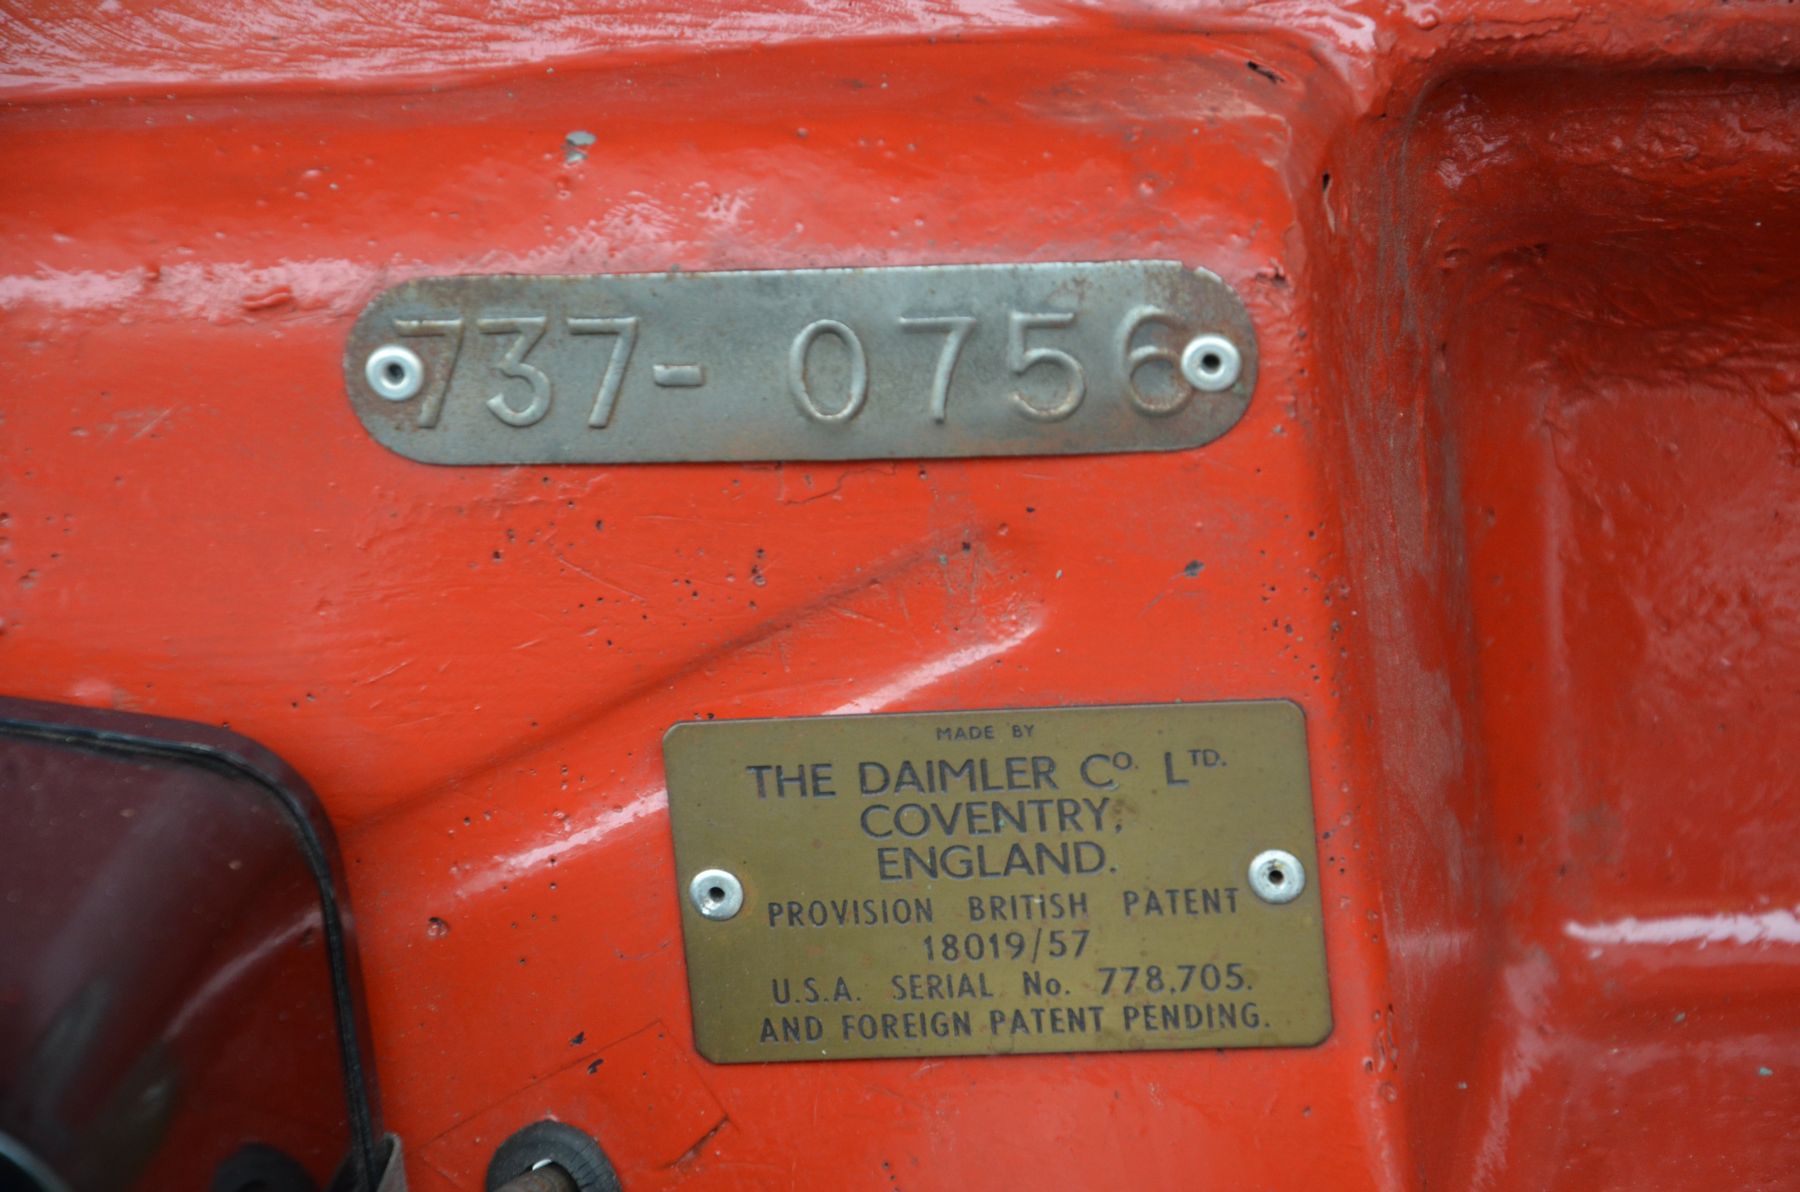 737- 0756
MADE BY
THE DAIMLER CO. LTD.
COVENTRY,
ENGLAND.
PROVISION BRITISH PATENT
18019/57
U.S.A. SERIAL No. 778,705.
AND FOREIGN PATENT PENDING.